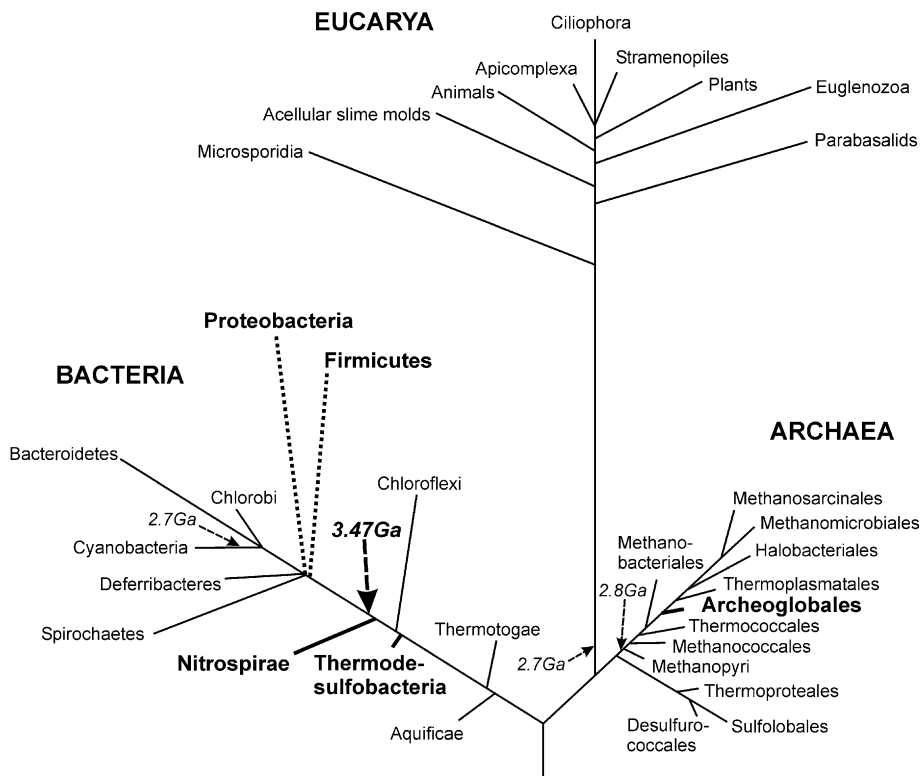 EUCARYA
Ciliophora
Stramenopiles
Apicomplexa
Plants
Animals
Euglenozoa
Acellular slime molds
Parabasalids
Microsporidia
Proteobacteria
Firmicutes
BACTERIA
ARCHAEA
Bacteroidetes
Chlorobi
Chloroflexi
2.7Ga
3.47Ga
Cyanobacteria
Deferribacteres
Spirochaetes
Nitrospirae
Thermode-
sulfobacteria
Thermotogae
Aquificae
Methanosarcinales
Methanomicrobiales
Methano-
bacteriales
Halobacteriales
2.8Ga
Thermoplasmatales
Archeoglobales
Thermococcales
Methanococcales
2.7Ga
Methanopyri
Thermoproteales
Desulfuro-
coccales
Sulfolobales